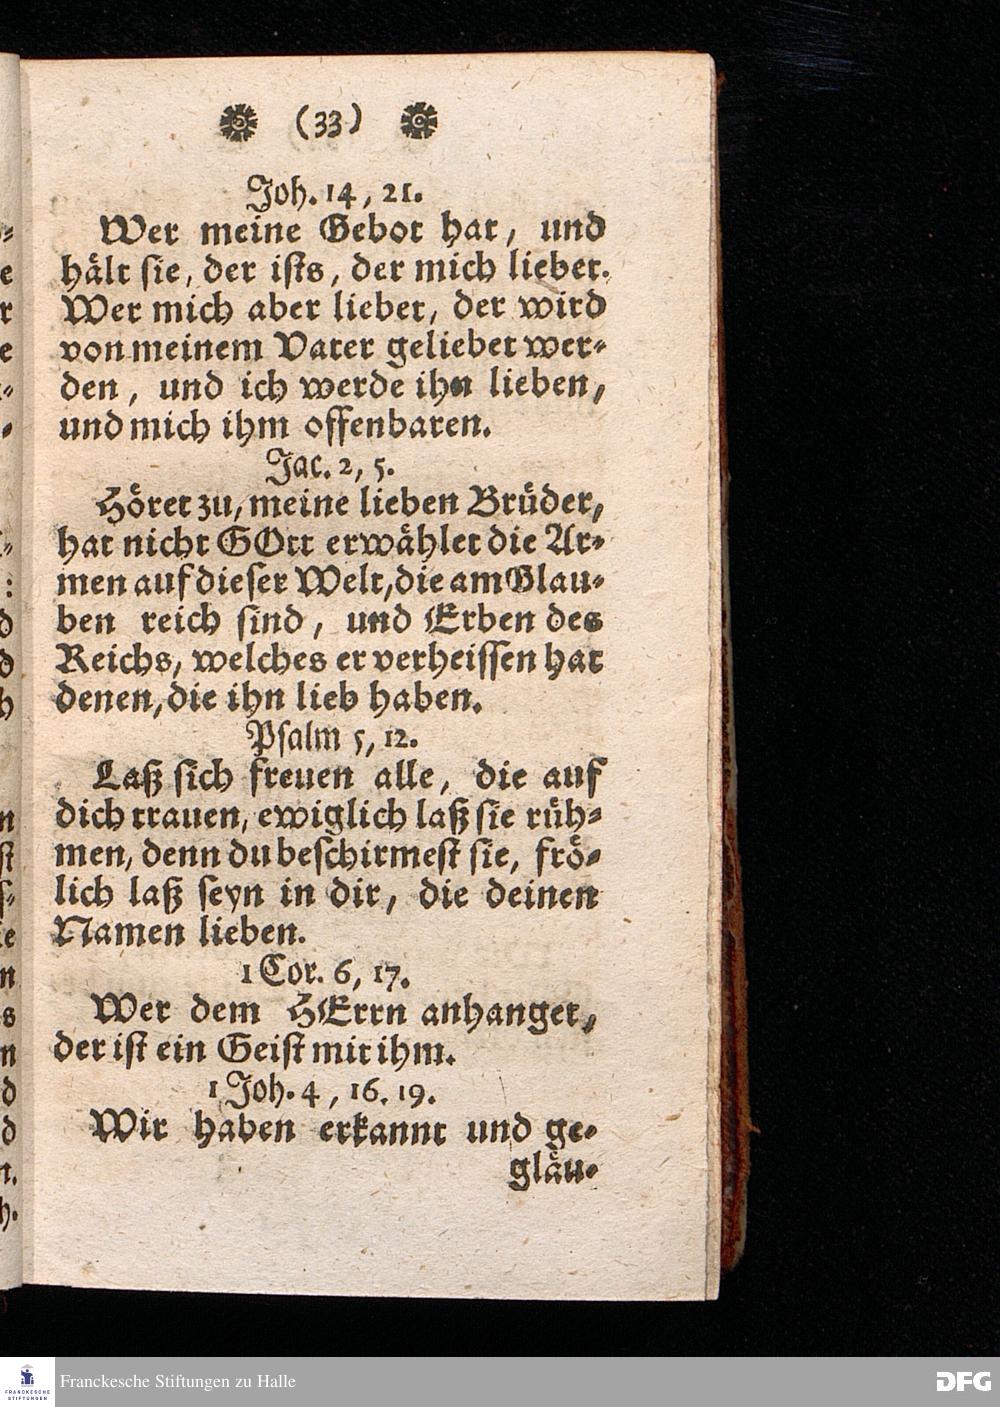 (33)
Joh. 14, 21.
Wer meine Gebot hat, und
hält sie, der ists, der mich liebet.
Wer mich aber liebet, der wird
von meinem Vater geliebet wer-
den, und ich werde ihn lieben,
und mich ihm offenbaren.
Jac. 2, 5.
Höret zu, meine lieben Brüder,
hat nicht GOtt erwählet die Ar-
men auf dieser Welt, die am Glau-
ben reich sind, und Erben des
Reichs, welches er verheissen hat
denen, die ihn lieb haben.
Psalm 5, 12.
Laß sich freuen alle, die auf
dich trauen, ewiglich laß sie rüh-
men, denn du beschirmest sie, frö-
lich laß seyn in dir, die deinen
Namen lieben.
1 Cor. 6, 17.
Wer dem HErrn anhanget,
der ist ein Geist mit ihm.
1 Joh. 4, 16. 19.
Wir haben erkannt und ge-
gläu-
FRANCKESCHE
STIFTUNGEN
Franckesche Stiftungen zu Halle
DFG